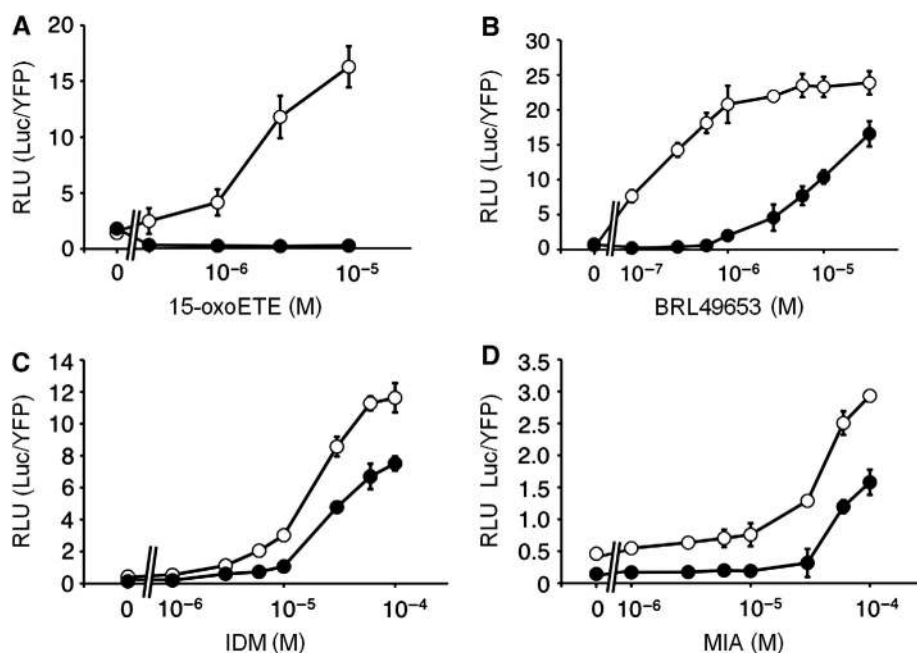 A
RLU (Luc/YFP)
20
15
10
5
0
0 10⁻⁶ 10⁻⁵
15-oxoETE (M)
B
RLU (Luc/YFP)
30
25
20
15
10
5
0
0 10⁻⁷ 10⁻⁶ 10⁻⁵
BRL49653 (M)
C
RLU (Luc/YFP)
14
12
10
8
6
4
2
0
0 10⁻⁶ 10⁻⁵ 10⁻⁴
IDM (M)
D
RLU Luc/YFP)
3.5
3.0
2.5
2.0
1.5
1.0
0.5
0
0 10⁻⁶ 10⁻⁵ 10⁻⁴
MIA (M)